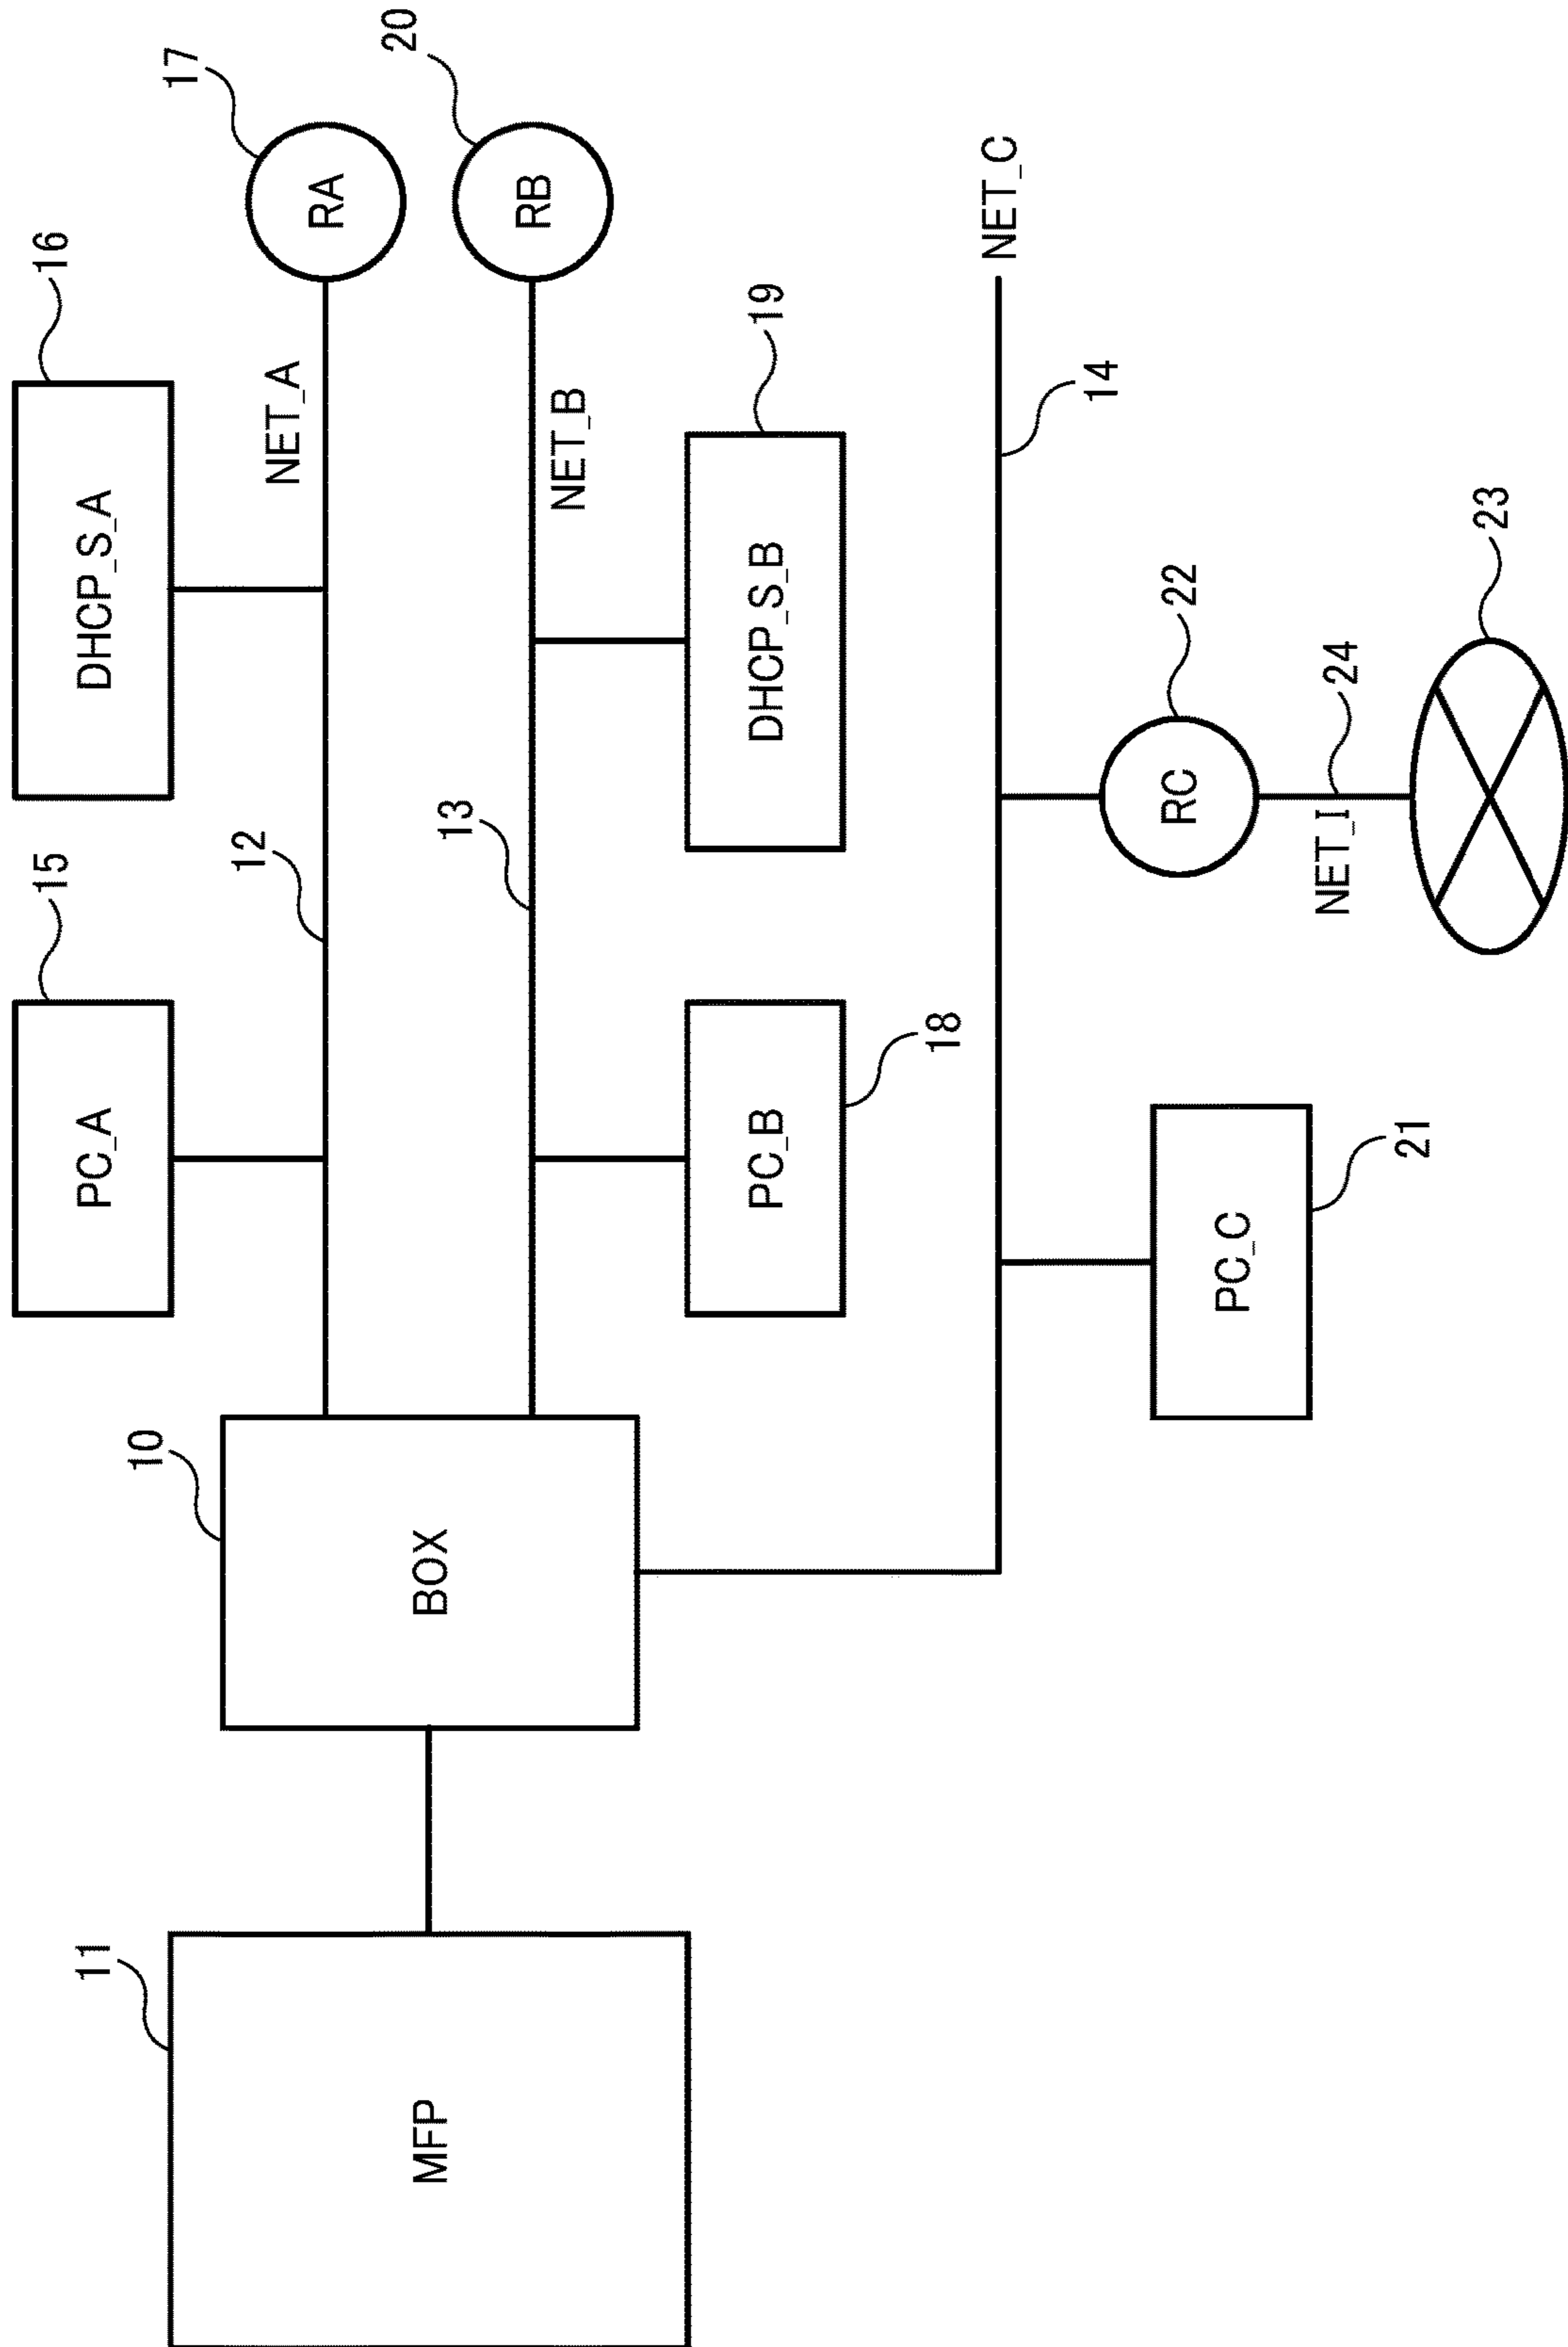 11
MFP
10
BOX
15
PC_A
16
DHCP_S_A
12
NET_A
17
RA
13
NET_B
20
RB
PC_B
18
DHCP_S_B
19
NET_C
14
PC_C
21
RC
22
NET_I
24
23